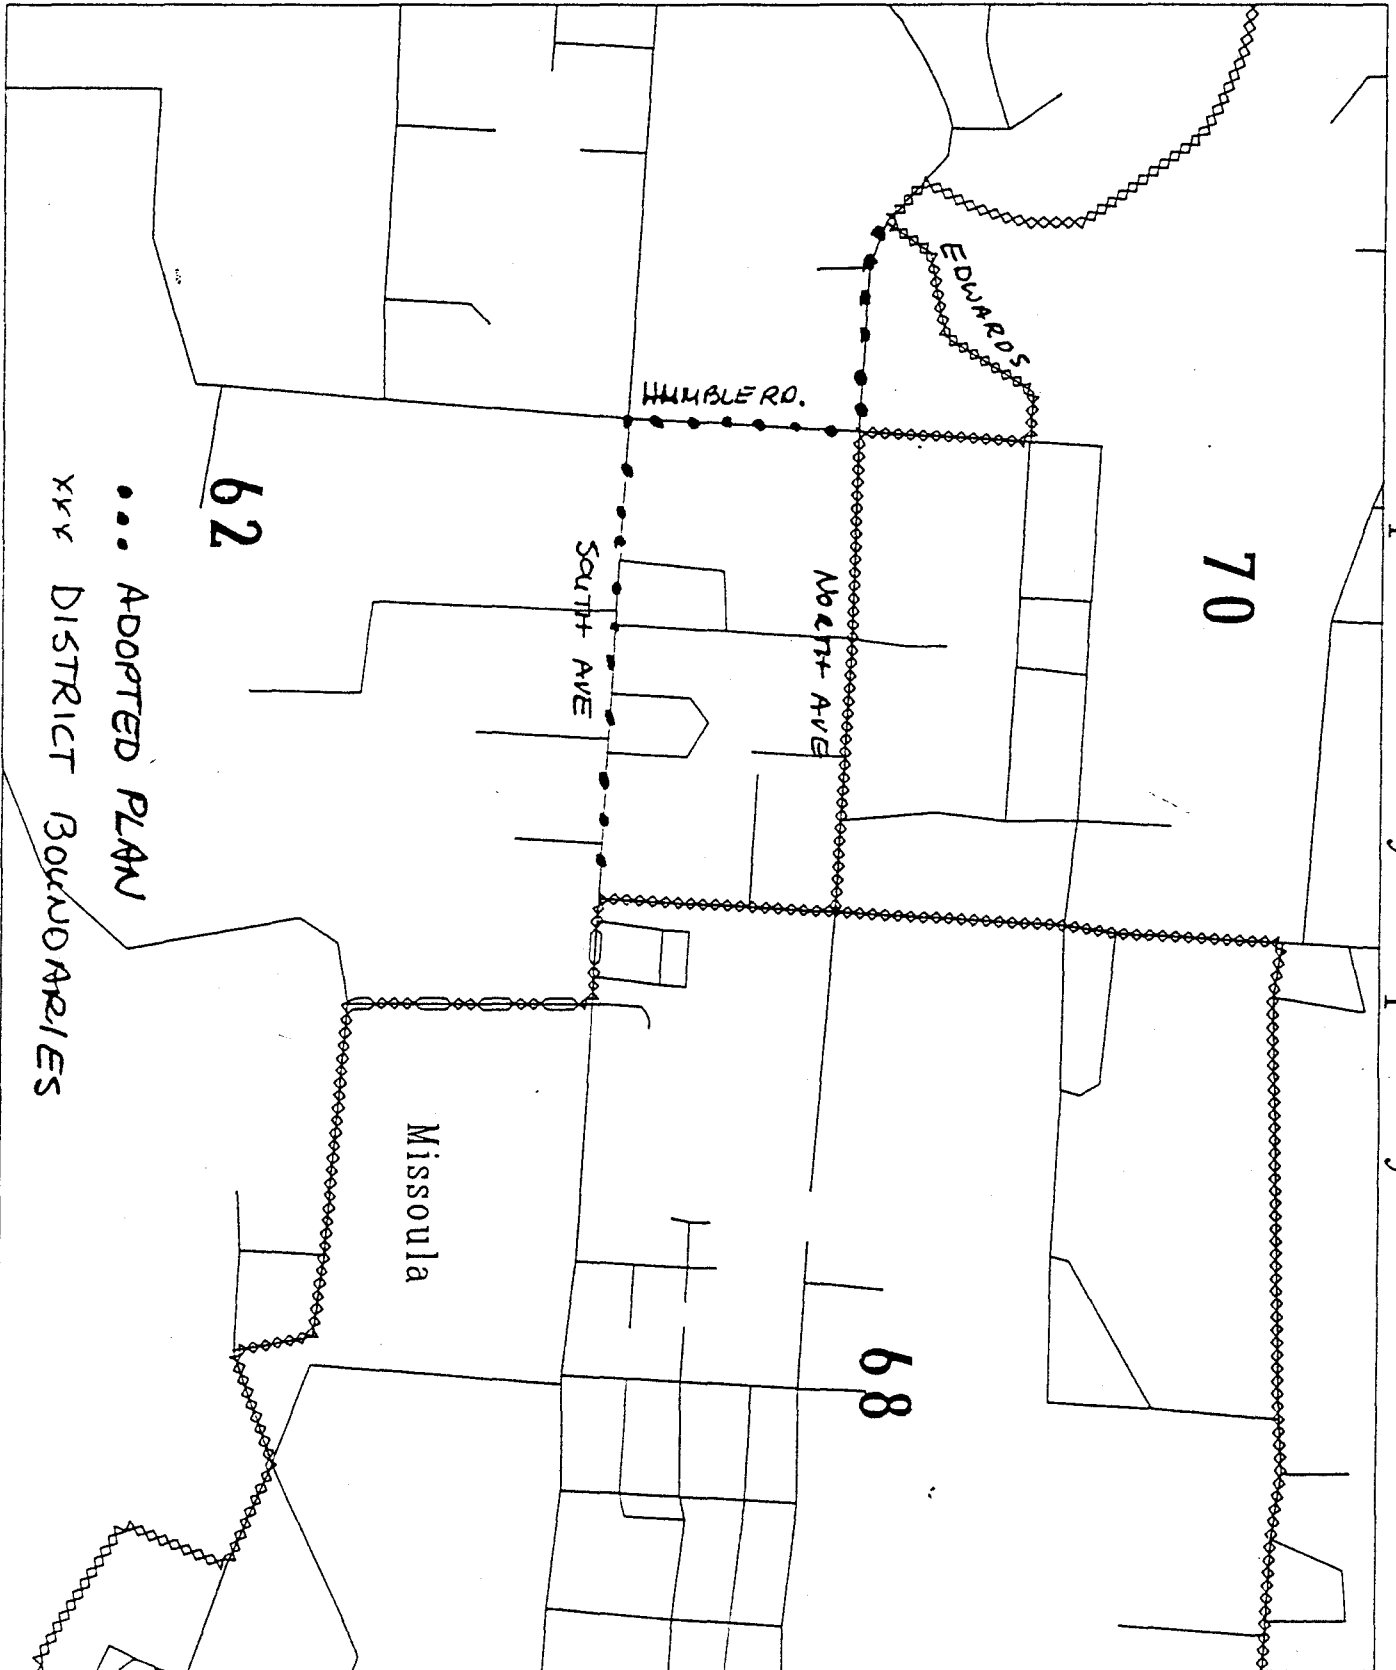 70
EDWARDS
HUMBLE RD.
NORTH AVE
SOUTH AVE
62
68
Missoula
••• ADOPTED PLAN
xxx DISTRICT BOUNDARIES